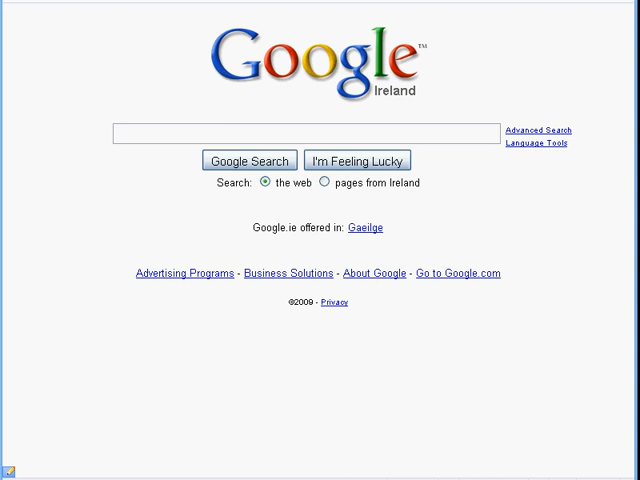 Google™
Ireland
Advanced Search
Language Tools
Google Search I'm Feeling Lucky
Search: the web pages from Ireland
Google.ie offered in: Gaeilge
Advertising Programs - Business Solutions - About Google - Go to Google.com
©2009 - Privacy